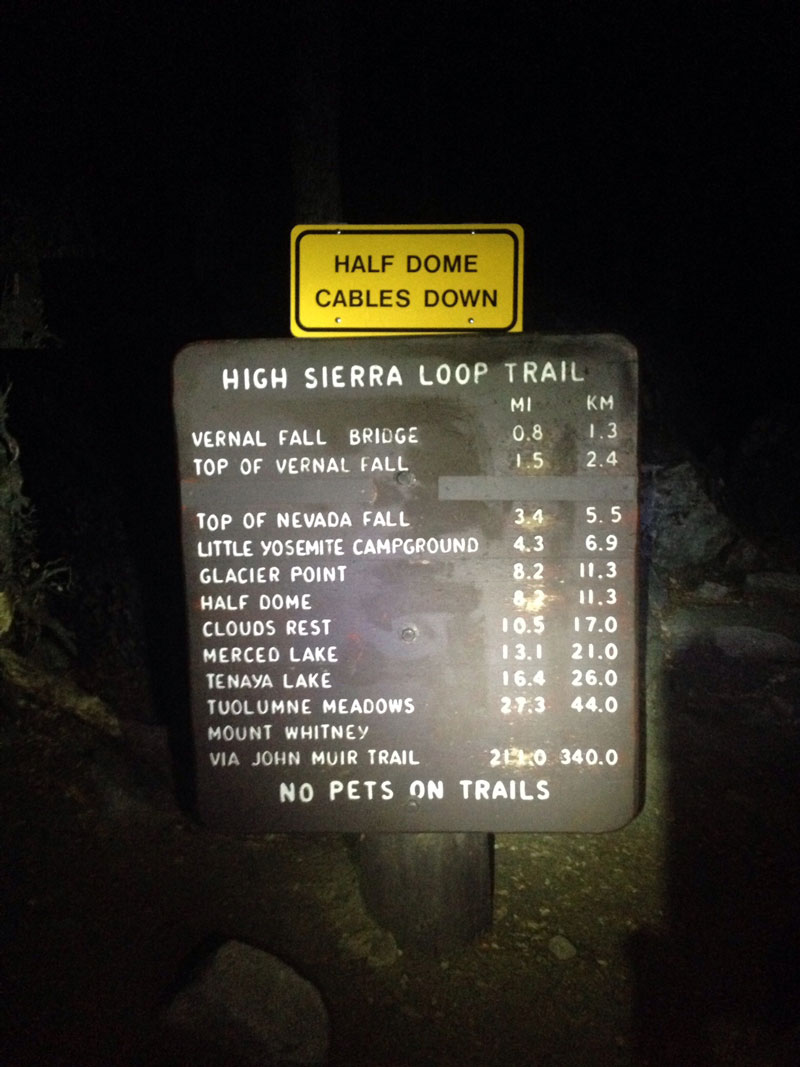 HALF DOME
CABLES DOWN
HIGH SIERRA LOOP TRAIL
MI KM
VERNAL FALL BRIDGE 0.8 1.3
TOP OF VERNAL FALL 1.5 2.4
TOP OF NEVADA FALL 3.4 5.5
LITTLE YOSEMITE CAMPGROUND 4.3 6.9
GLACIER POINT 8.2 11.3
HALF DOME 8.2 11.3
CLOUDS REST 10.5 17.0
MERCED LAKE 13.1 21.0
TENAYA LAKE 16.4 26.0
TUOLUMNE MEADOWS 27.3 44.0
MOUNT WHITNEY
VIA JOHN MUIR TRAIL 211.0 340.0
NO PETS ON TRAILS